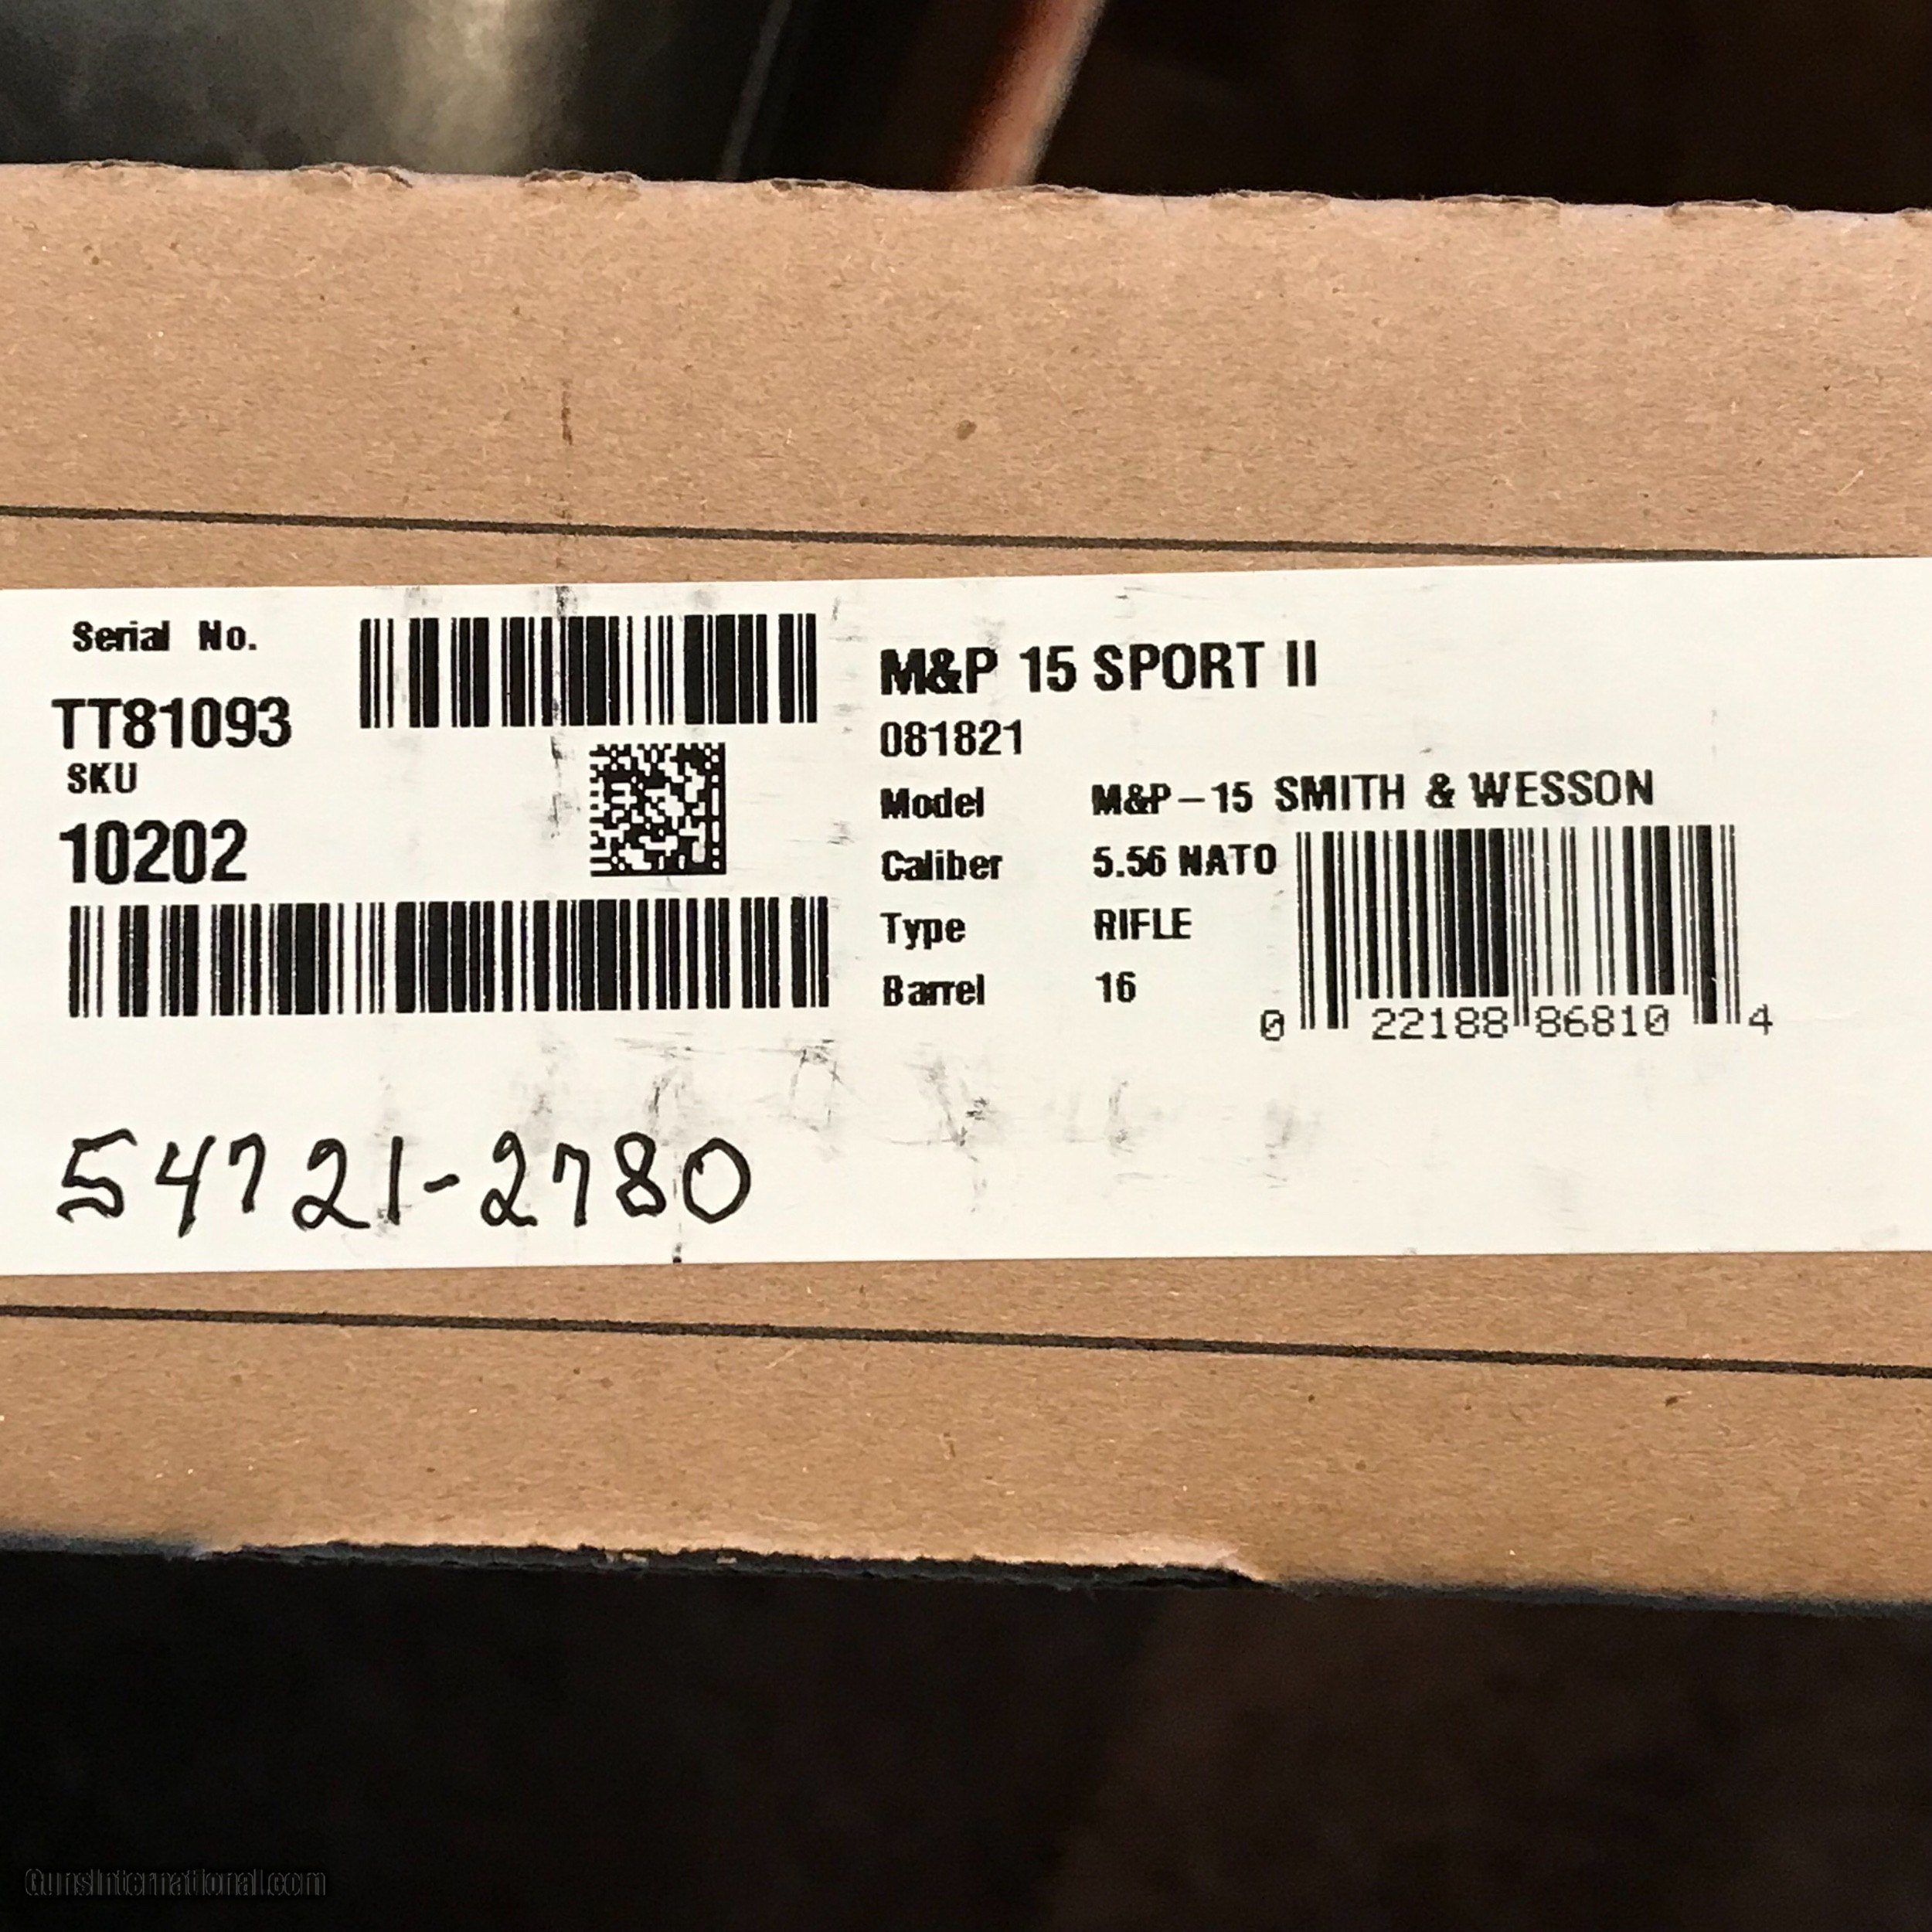 Serial No.
TT81093
SKU
10202
M&P 15 SPORT II
081821
Model M&P-15 SMITH & WESSON
Caliber 5.56 NATO
Type RIFLE
Barrel 16
0 22188 86810 4
54721-2780
GunsInternational.com